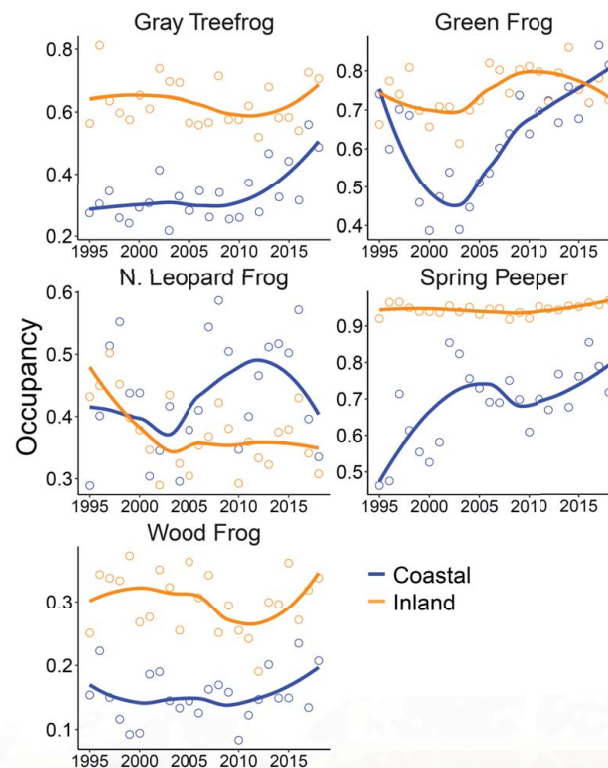 Gray Treefrog
0.8
0.6
0.4
0.2
1995 2000 2005 2010 2015
Green Frog
0.8
0.7
0.6
0.5
0.4
1995 2000 2005 2010 2015
Occupancy
N. Leopard Frog
0.6
0.5
0.4
0.3
1995 2000 2005 2010 2015
Spring Peeper
0.9
0.8
0.7
0.6
0.5
1995 2000 2005 2010 2015
Wood Frog
0.3
0.2
0.1
1995 2000 2005 2010 2015
Coastal
Inland